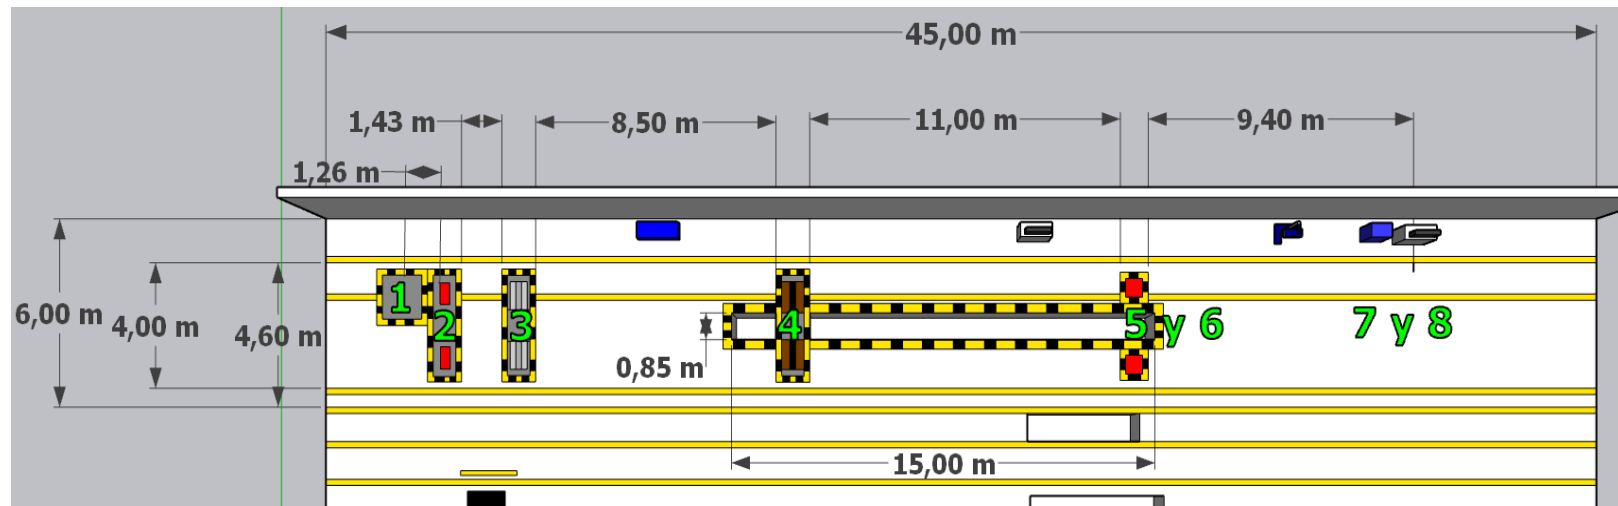 45,00 m
1,43 m
8,50 m
11,00 m
9,40 m
1,26 m
6,00 m
4,00 m
4,60 m
1
2
3
4
5 y 6
7 y 8
0,85 m
15,00 m